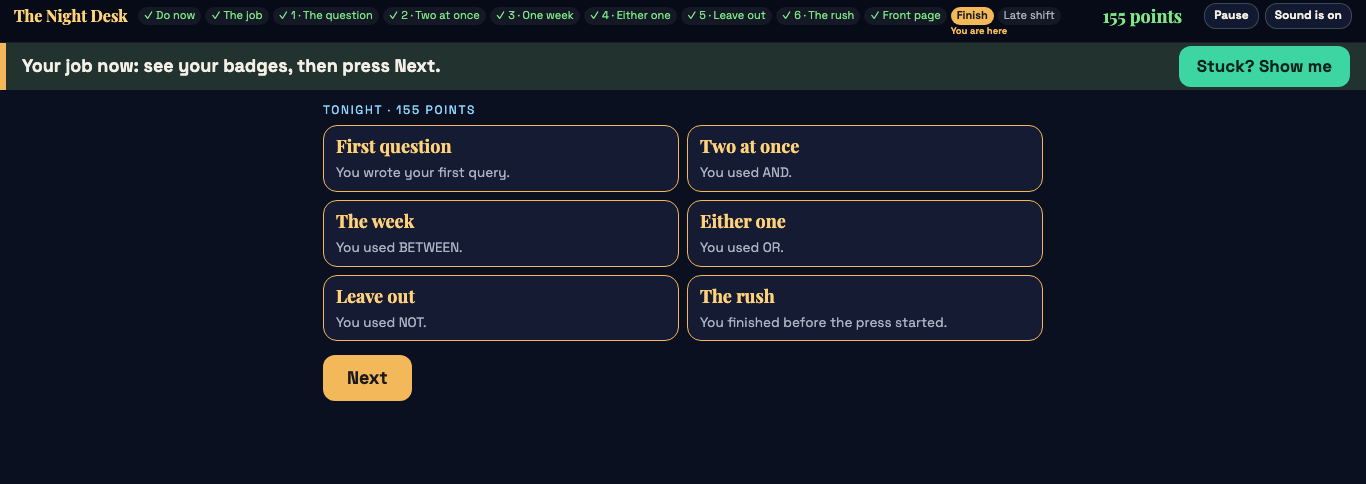 The Night Desk ✓ Do now ✓ The job ✓ 1 · The question ✓ 2 · Two at once ✓ 3 · One week ✓ 4 · Either one ✓ 5 · Leave out ✓ 6 · The rush ✓ Front page Finish Late shift 155 points Pause Sound is on
You are here
Your job now: see your badges, then press Next. Stuck? Show me
TONIGHT · 155 POINTS
First question
You wrote your first query.
Two at once
You used AND.
The week
You used BETWEEN.
Either one
You used OR.
Leave out
You used NOT.
The rush
You finished before the press started.
Next